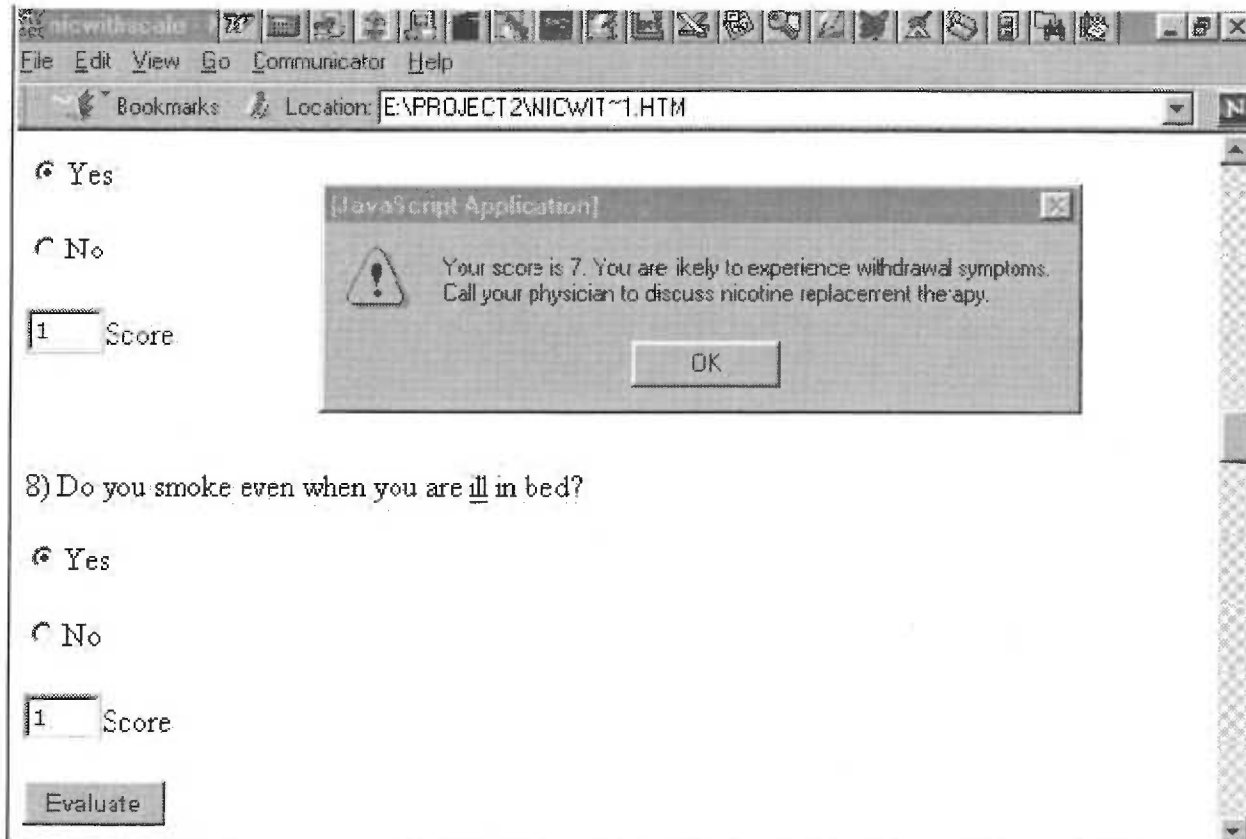 nicwithscale -
File Edit View Go Communicator Help
Bookmarks Location: E:\PROJECT2\NICWIT~1.HTM
N
Yes
No
1 Score
[JavaScript Application]
Your score is 7. You are likely to experience withdrawal symptoms.
Call your physician to discuss nicotine replacement therapy.
OK
8) Do you smoke even when you are ill in bed?
Yes
No
1 Score
Evaluate